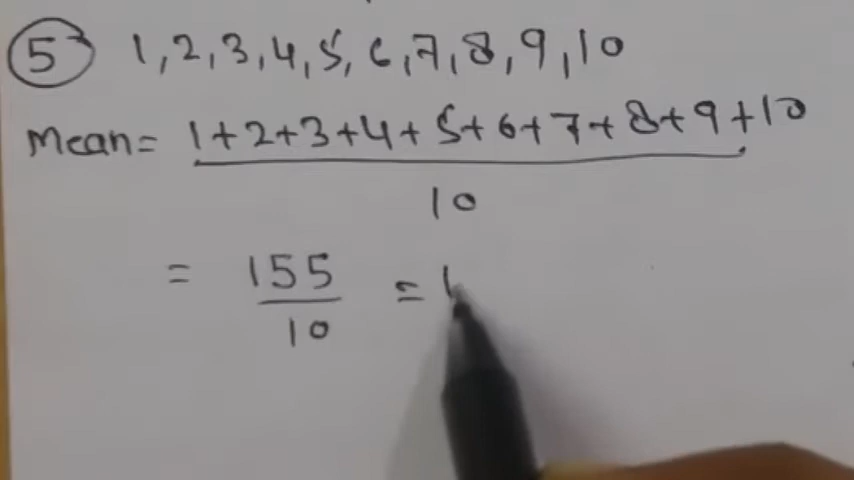 5 1,2,3,4,5,6,7,8,9,10
Mean= 1+2+3+4+5+6+7+8+9+10
10
= 155 = 1
10